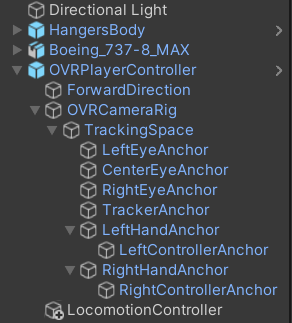 Directional Light
HangersBody
Boeing_737-8_MAX
OVRPlayerController
ForwardDirection
OVRCameraRig
TrackingSpace
LeftEyeAnchor
CenterEyeAnchor
RightEyeAnchor
TrackerAnchor
LeftHandAnchor
LeftControllerAnchor
RightHandAnchor
RightControllerAnchor
LocomotionController